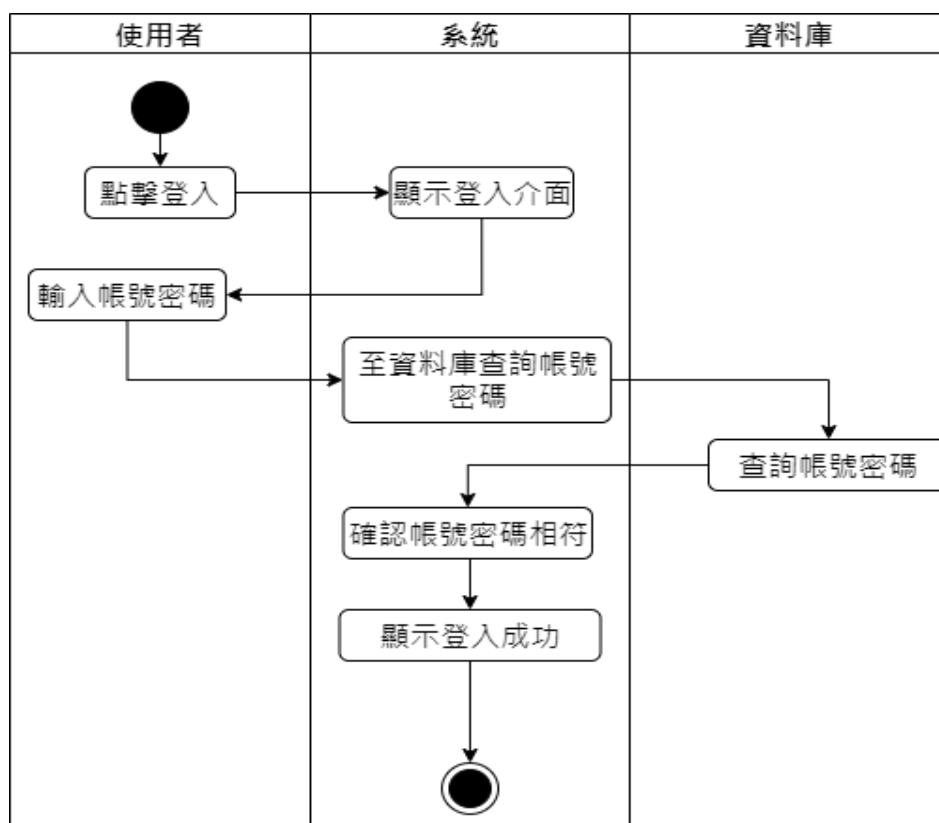 使用者
系統
資料庫
點擊登入
顯示登入介面
輸入帳號密碼
至資料庫查詢帳號
密碼
查詢帳號密碼
確認帳號密碼相符
顯示登入成功